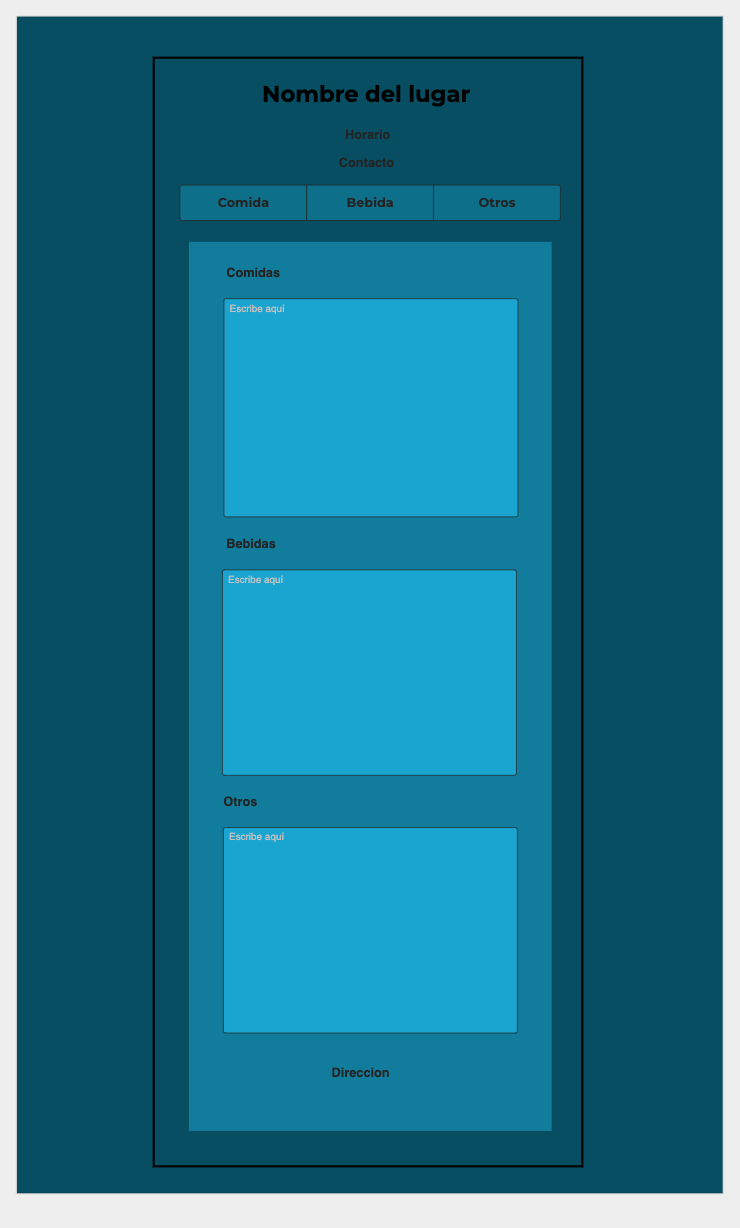 Nombre del lugar
Horario
Contacto
Comida Bebida Otros
Comidas
Escribe aquí
Bebidas
Escribe aquí
Otros
Escribe aquí
Direccion